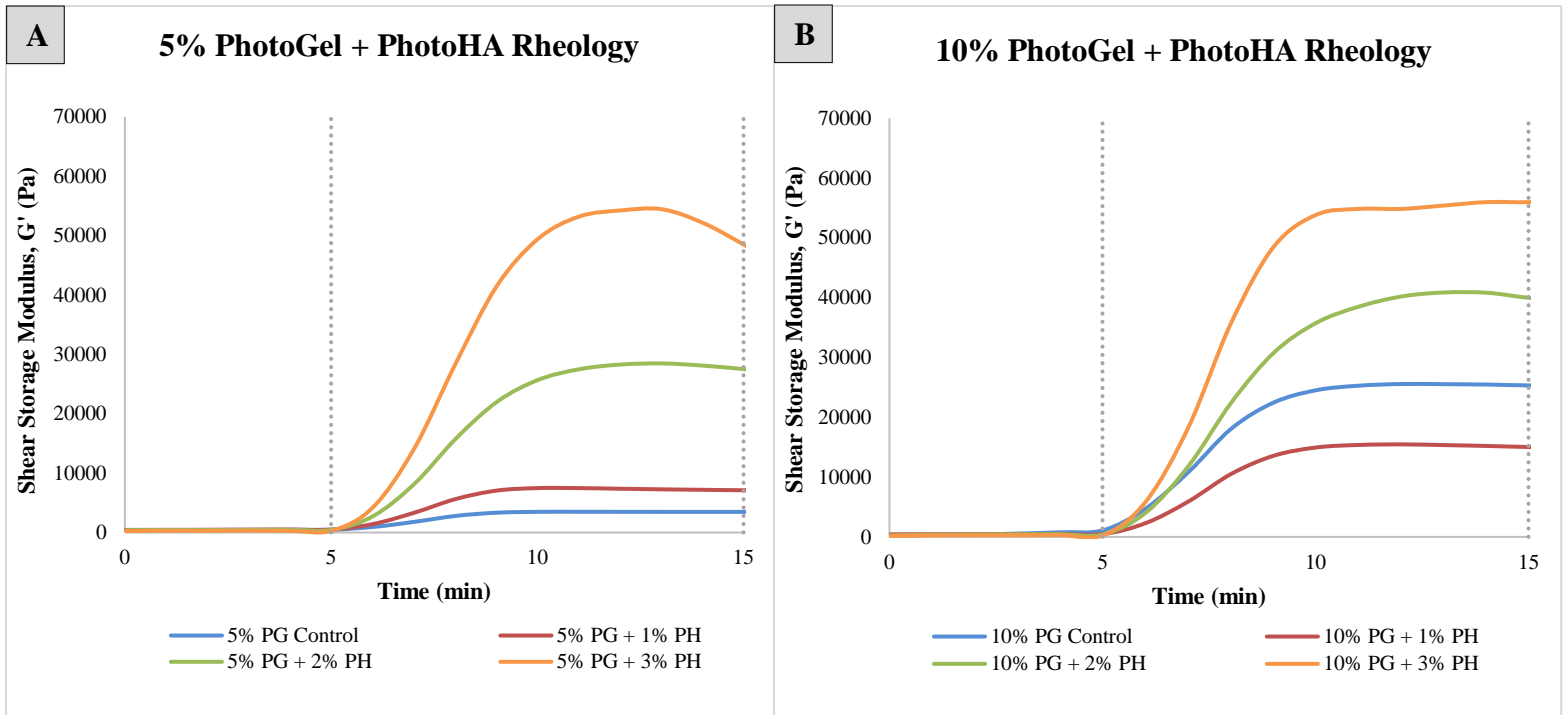 A
5% PhotoGel + PhotoHA Rheology
Shear Storage Modulus, G' (Pa)
70000
60000
50000
40000
30000
20000
10000
0
0 5 10 15
Time (min)
5% PG Control 5% PG + 1% PH
5% PG + 2% PH 5% PG + 3% PH
B
10% PhotoGel + PhotoHA Rheology
Shear Storage Modulus, G' (Pa)
70000
60000
50000
40000
30000
20000
10000
0
0 5 10 15
Time (min)
10% PG Control 10% PG + 1% PH
10% PG + 2% PH 10% PG + 3% PH